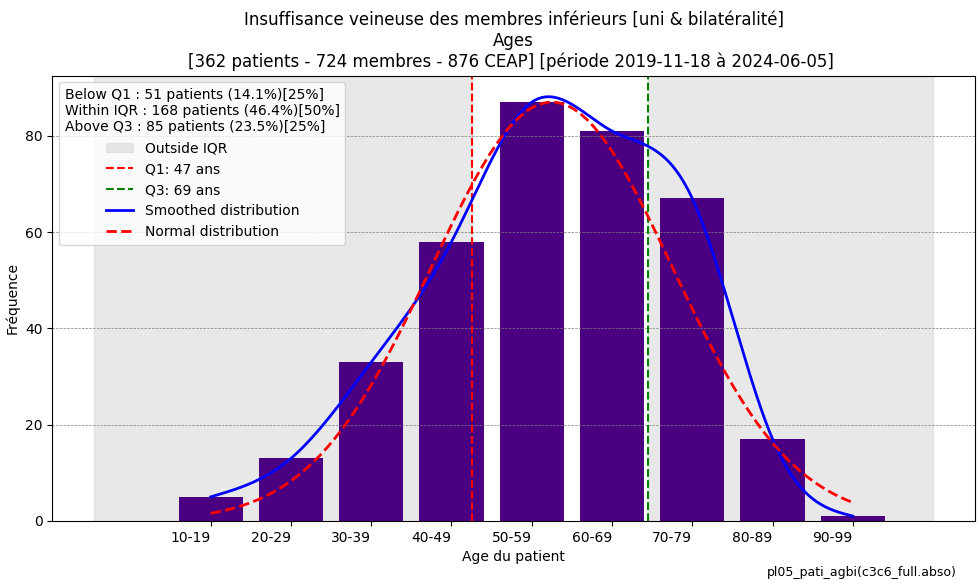 Insuffisance veineuse des membres inférieurs [uni & bilatéralité]
Ages
[362 patients - 724 membres - 876 CEAP] [période 2019-11-18 à 2024-06-05]
Below Q1 : 51 patients (14.1%)[25%]
Within IQR : 168 patients (46.4%)[50%]
Above Q3 : 85 patients (23.5%)[25%]
Outside IQR
Q1: 47 ans
Q3: 69 ans
Smoothed distribution
Normal distribution
Fréquence
80
60
40
20
0
10-19 20-29 30-39 40-49 50-59 60-69 70-79 80-89 90-99
Age du patient
pl05_pati_agbi(c3c6_full.abso)